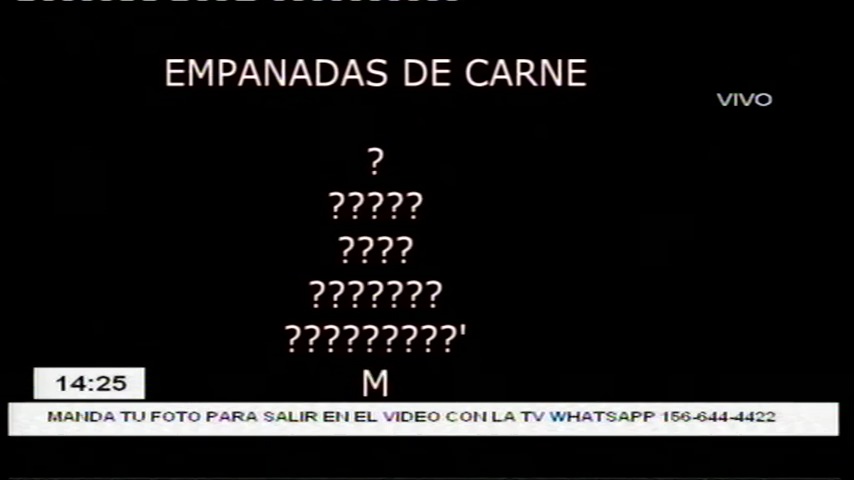 EMPANADAS DE CARNE
VIVO
?
?????
????
???????
?????????'
M
14:25
MANDA TU FOTO PARA SALIR EN EL VIDEO CON LA TV WHATSAPP 156-644-4422